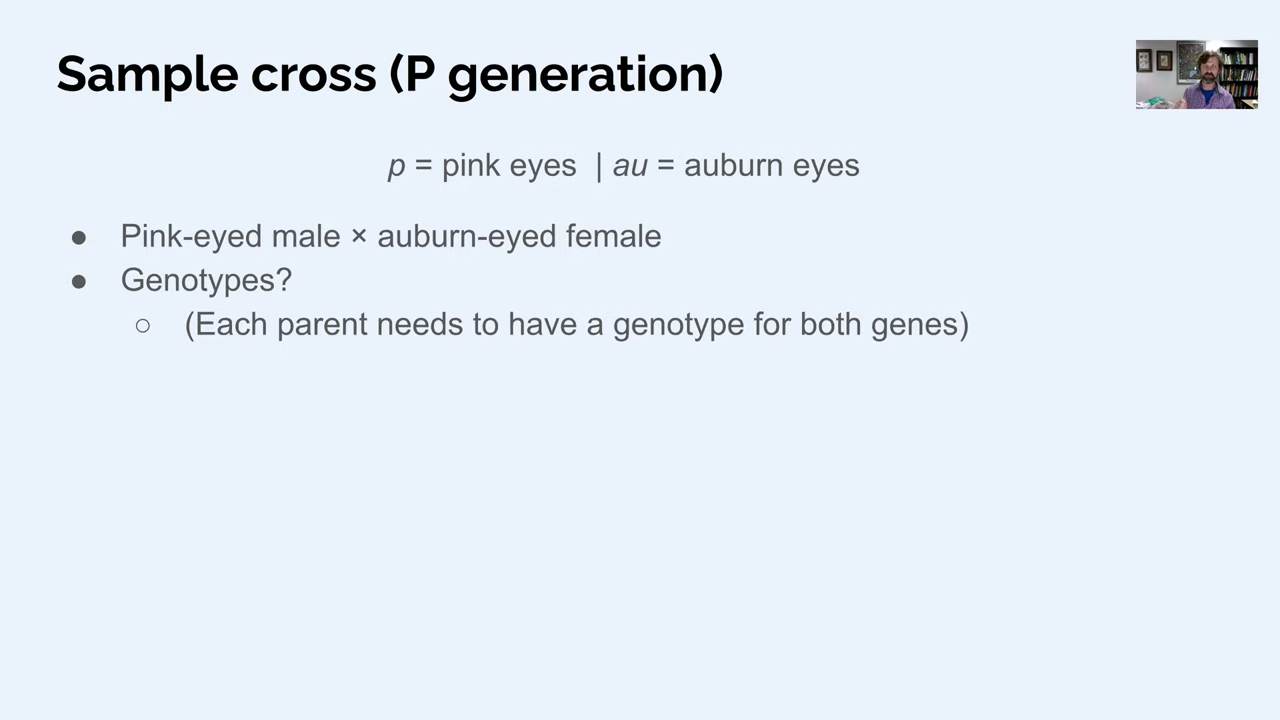 Sample cross (P generation)
p = pink eyes | au = auburn eyes
● Pink-eyed male × auburn-eyed female
● Genotypes?
○ (Each parent needs to have a genotype for both genes)